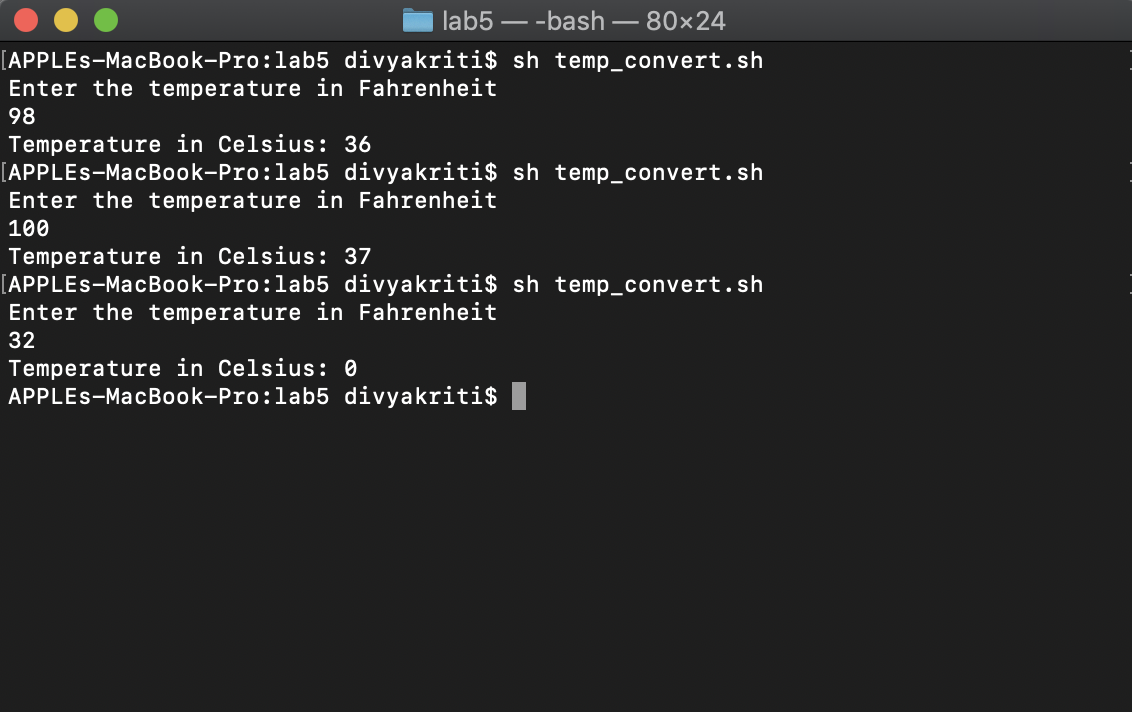 lab5 — -bash — 80×24
[APPLEs-MacBook-Pro:lab5 divyakriti$ sh temp_convert.sh ]
Enter the temperature in Fahrenheit
98
Temperature in Celsius: 36
[APPLEs-MacBook-Pro:lab5 divyakriti$ sh temp_convert.sh ]
Enter the temperature in Fahrenheit
100
Temperature in Celsius: 37
[APPLEs-MacBook-Pro:lab5 divyakriti$ sh temp_convert.sh ]
Enter the temperature in Fahrenheit
32
Temperature in Celsius: 0
APPLEs-MacBook-Pro:lab5 divyakriti$